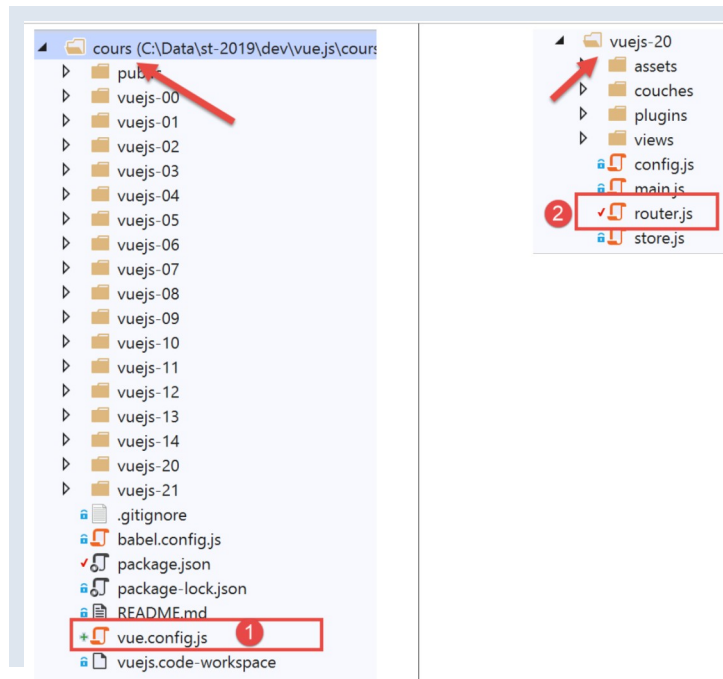 cours (C:\Data\st-2019\dev\vue.js\cours
vuejs-00
vuejs-01
vuejs-02
vuejs-03
vuejs-04
vuejs-05
vuejs-06
vuejs-07
vuejs-08
vuejs-09
vuejs-10
vuejs-11
vuejs-12
vuejs-13
vuejs-14
vuejs-20
vuejs-21
.gitignore
babel.config.js
package.json
package-lock.json
README.md
vue.config.js 1
vuejs.code-workspace
vuejs-20
assets
couches
plugins
views
config.js
main.js
2 router.js
store.js